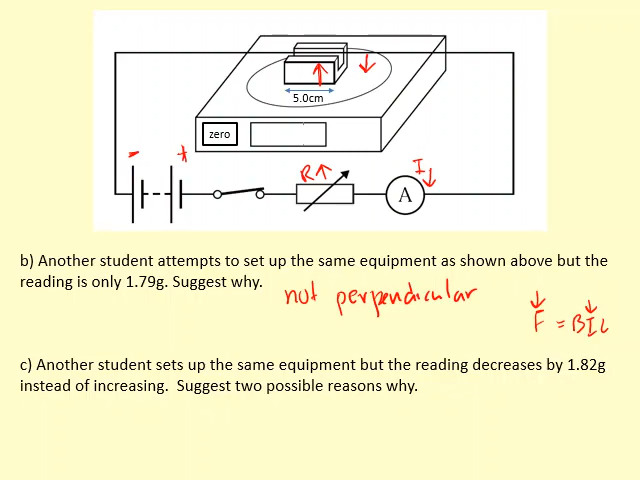 5.0cm
zero
- +
R↑
I↓
A
b) Another student attempts to set up the same equipment as shown above but the
reading is only 1.79g. Suggest why.
not perpendicular
↓ ↓
F = BIL
c) Another student sets up the same equipment but the reading decreases by 1.82g
instead of increasing. Suggest two possible reasons why.